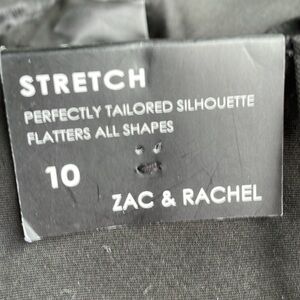 STRETCH
PERFECTLY TAILORED SILHOUETTE
FLATTERS ALL SHAPES
10
ZAC & RACHEL